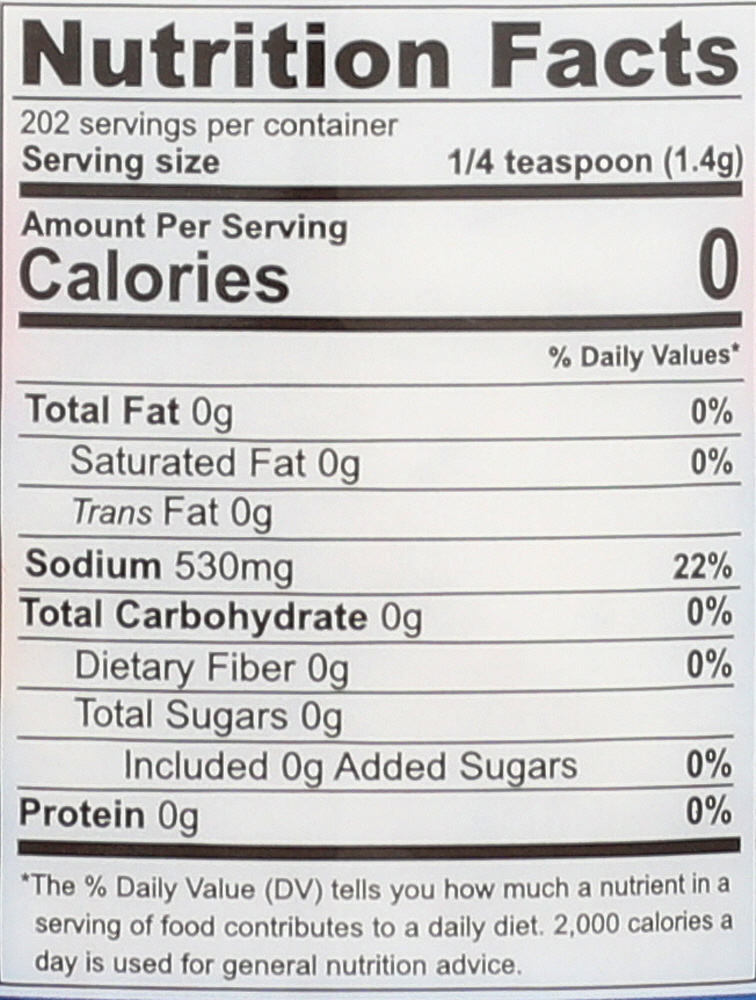 Nutrition Facts
202 servings per container
Serving size 1/4 teaspoon (1.4g)
Amount Per Serving
Calories 0
% Daily Values*
Total Fat 0g 0%
Saturated Fat 0g 0%
Trans Fat 0g
Sodium 530mg 22%
Total Carbohydrate 0g 0%
Dietary Fiber 0g 0%
Total Sugars 0g
Included 0g Added Sugars 0%
Protein 0g 0%
*The % Daily Value (DV) tells you how much a nutrient in a
serving of food contributes to a daily diet. 2,000 calories a
day is used for general nutrition advice.